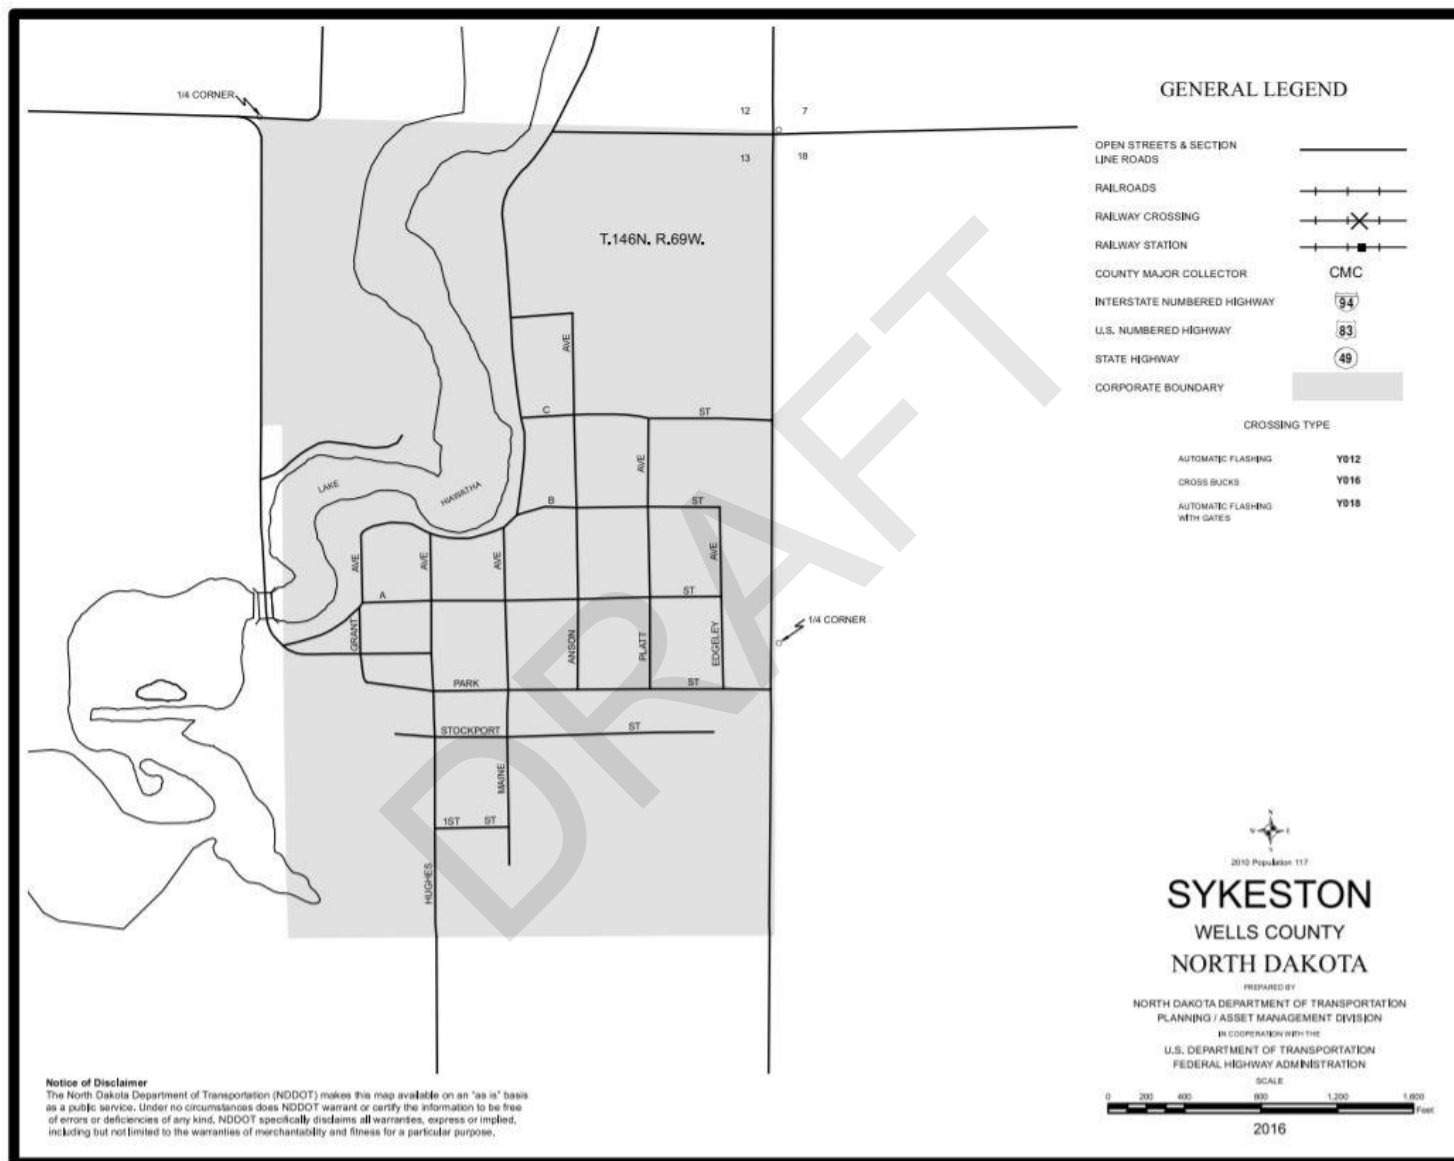 1/4 CORNER
12
7
13
18
T.146N. R.69W.
AVE
C
ST
AVE
LAKE
HIAWATHA
B
ST
AVE
AVE
AVE
AVE
A
ST
GRANT
ANSON
PLATT
EDGELEY
1/4 CORNER
PARK
ST
STOCKPORT
ST
MAINE
1ST
ST
HUGHES
DRAFT
GENERAL LEGEND
OPEN STREETS & SECTION
LINE ROADS
RAILROADS
RAILWAY CROSSING
RAILWAY STATION
COUNTY MAJOR COLLECTOR CMC
INTERSTATE NUMBERED HIGHWAY 94
U.S. NUMBERED HIGHWAY 83
STATE HIGHWAY 49
CORPORATE BOUNDARY
CROSSING TYPE
AUTOMATIC FLASHING Y012
CROSS BUCKS Y016
AUTOMATIC FLASHING Y018
WITH GATES
N
W E
S
2010 Population 117
SYKESTON
WELLS COUNTY
NORTH DAKOTA
PREPARED BY
NORTH DAKOTA DEPARTMENT OF TRANSPORTATION
PLANNING / ASSET MANAGEMENT DIVISION
IN COOPERATION WITH THE
U.S. DEPARTMENT OF TRANSPORTATION
FEDERAL HIGHWAY ADMINISTRATION
SCALE
0 200 400 800 1,200 1,600
Feet
2016
Notice of Disclaimer
The North Dakota Department of Transportation (NDDOT) makes this map available on an "as is" basis
as a public service. Under no circumstances does NDDOT warrant or certify the information to be free
of errors or deficiencies of any kind. NDDOT specifically disclaims all warranties, express or implied,
including but not limited to the warranties of merchantability and fitness for a particular purpose.